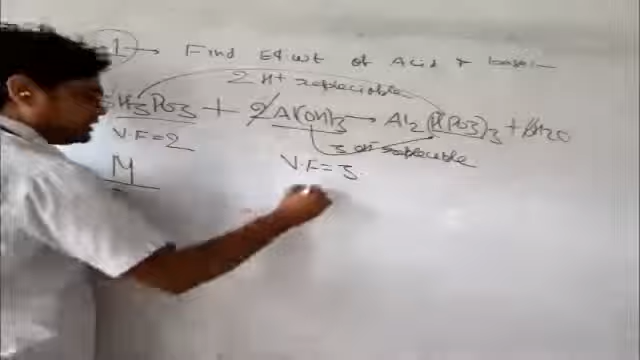 1 → Find Eq.wt of Acid & base.
2 H+ replaceable
H3PO3 + 2Al(OH)3 → Al2(HPO3)3 + 6H2O
V.F=2
3 OH replaceable
M
V.F=3